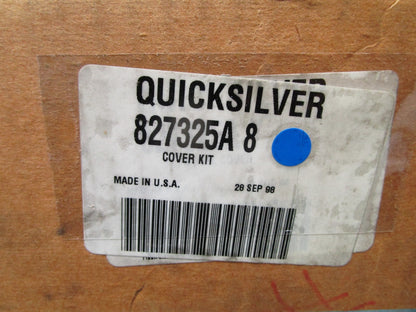 QUICKSILVER
827325A 8
COVER KIT
MADE IN U.S.A.
28 SEP 98